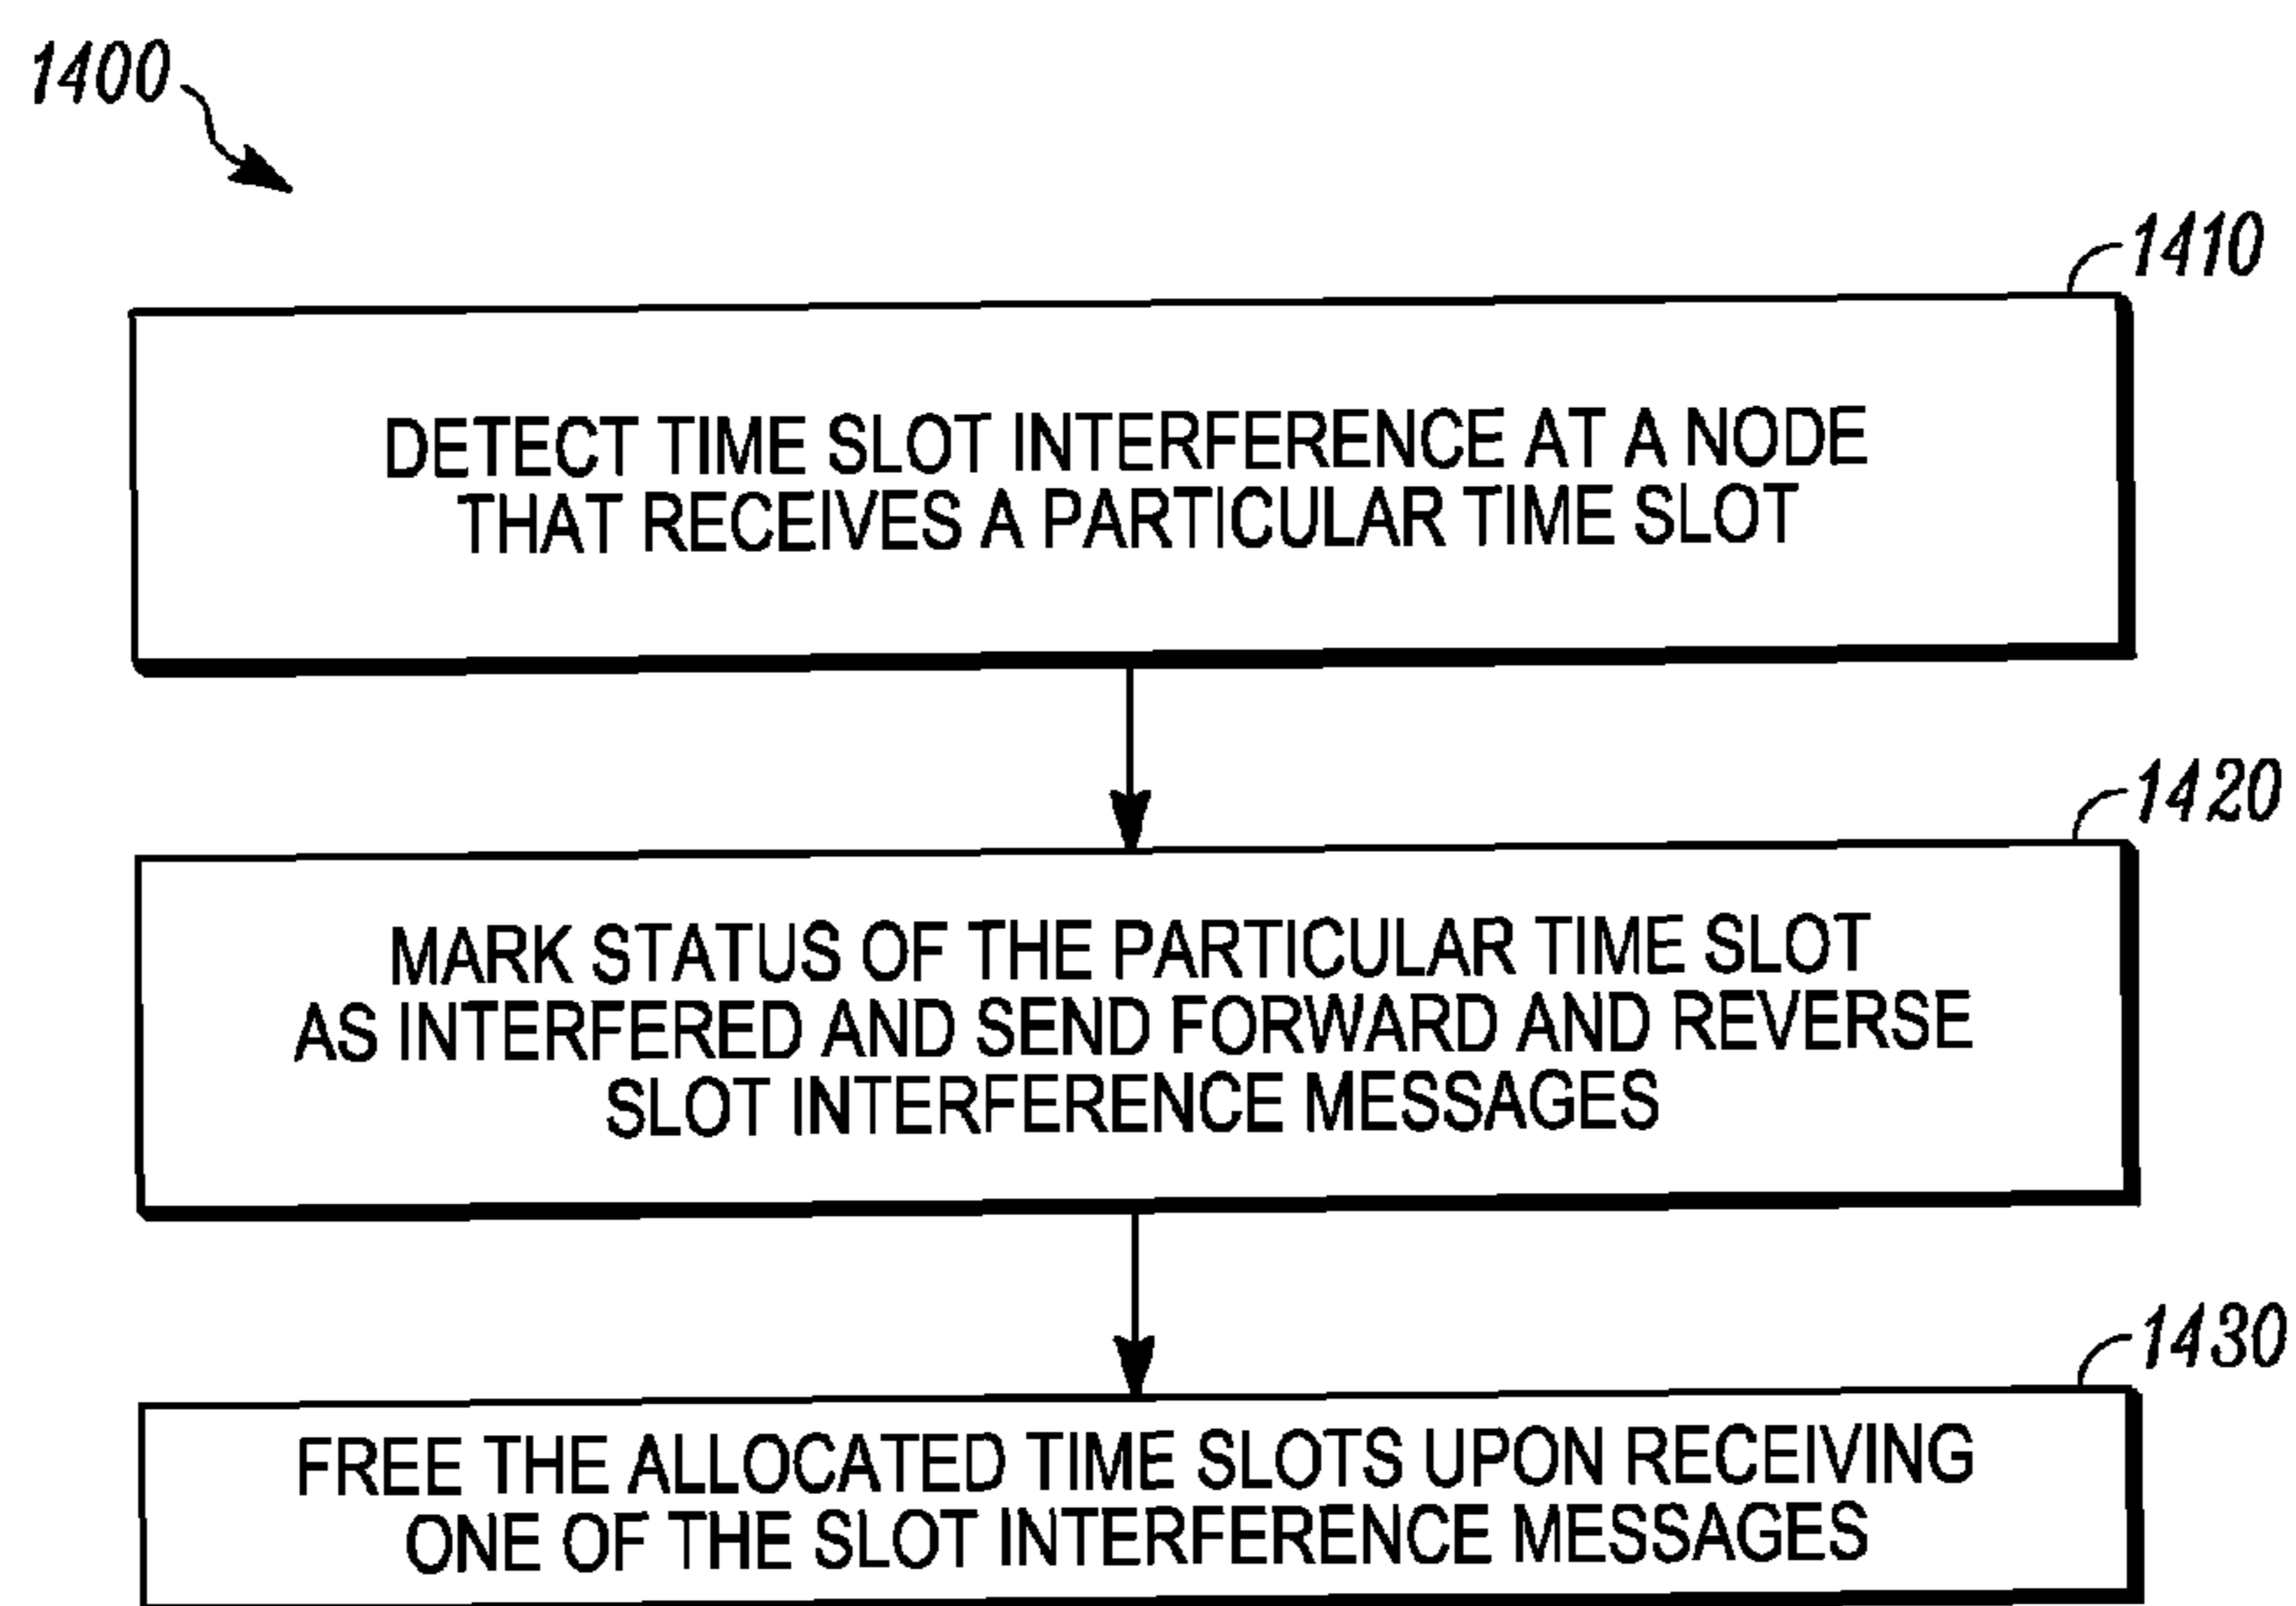 1400
1410
DETECT TIME SLOT INTERFERENCE AT A NODE
THAT RECEIVES A PARTICULAR TIME SLOT
1420
MARK STATUS OF THE PARTICULAR TIME SLOT
AS INTERFERED AND SEND FORWARD AND REVERSE
SLOT INTERFERENCE MESSAGES
1430
FREE THE ALLOCATED TIME SLOTS UPON RECEIVING
ONE OF THE SLOT INTERFERENCE MESSAGES